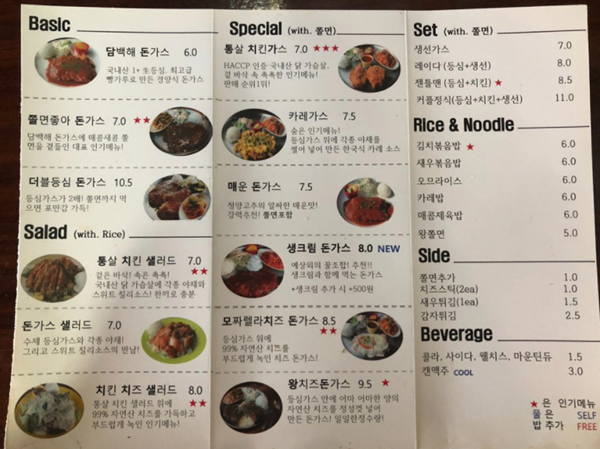 Basic
담백해 돈가스 6.0
국내산 1+ 生등심, 최고급
빵가루로 만든 경양식 돈가스
쫄면좋아 돈가스 7.0 ★★
담백해 돈가스에 매콤새콤 쫄
면을 곁들인 대표 인기메뉴!
더블등심 돈가스 10.5
등심가스가 2배! 쫄면까지 먹
으면 포만감 가득!
Salad (with. Rice)
통살 치킨 샐러드 7.0
★★
겉은 바삭! 속은 촉촉!
국내산 닭 가슴살에 각종 야채와
스위트 칠리소스! 한끼로 충분
돈가스 샐러드 7.0
수제 등심가스와 각종 야채!
그리고 스위트 칠리소스의 만남!
치킨 치즈 샐러드 8.0
★★
통살 치킨 샐러드 위에
99% 자연산 치즈를 가득하고
부드럽게 녹인 인기메뉴!
Special (with. 쫄면)
통살 치킨가스 7.0 ★★★
HACCP 인증·국내산 닭 가슴살,
겉 바삭 속 촉촉한 인기메뉴!
판매 순위1위!
카레가스 7.5
숨은 인기메뉴!
등심가스 위에 각종 야채를
썰어 넣어 만든 한국식 카레 소스
매운 돈가스 7.5
청양고추의 알싸한 매운맛!
강력추천! 쫄면포함
생크림 돈가스 8.0 NEW
예상외의 꿀조합! 추천!!
생크림과 함께 먹는 돈가스
*생크림 추가 시 +500원
모짜렐라치즈 돈가스 8.5
★★
등심가스 위에
99% 자연산 치즈를
부드럽게 녹인 치즈 돈가스!
왕치즈돈가스 9.5 ★
등심가스 안에 어마 어마한 양의
자연산 치즈를 정성껏 넣어
만든 돈가스! 일일한정수량!
Set (with. 쫄면)
생선가스 7.0
레이디 (등심+생선) 8.0
젠틀맨 (등심+치킨) ★ 8.5
커플정식(등심+치킨+생선) 11.0
Rice & Noodle
김치볶음밥 ★ 6.0
새우볶음밥 6.0
오므라이스 6.0
카레밥 6.0
매콤제육밥 6.0
왕쫄면 5.0
Side
쫄면추가 1.0
치즈스틱(2ea) 1.0
새우튀김(1ea) 1.5
감자튀김 2.5
Beverage
콜라, 사이다, 웰치스, 마운틴듀 1.5
캔맥주 COOL 3.0
★ 은 인기메뉴
물 은 SELF
밥 추가 FREE